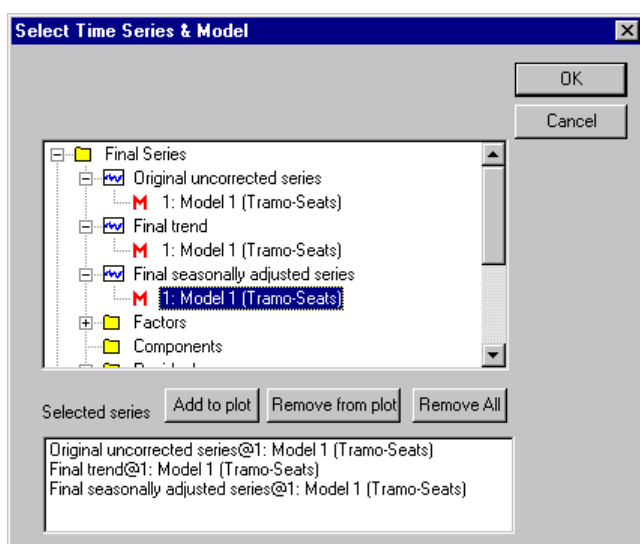 Select Time Series & Model
OK
Cancel
Final Series
Original uncorrected series
M 1: Model 1 (Tramo-Seats)
Final trend
M 1: Model 1 (Tramo-Seats)
Final seasonally adjusted series
M 1: Model 1 (Tramo-Seats)
Factors
Components
Selected series
Add to plot
Remove from plot
Remove All
Original uncorrected series@1: Model 1 (Tramo-Seats)
Final trend@1: Model 1 (Tramo-Seats)
Final seasonally adjusted series@1: Model 1 (Tramo-Seats)